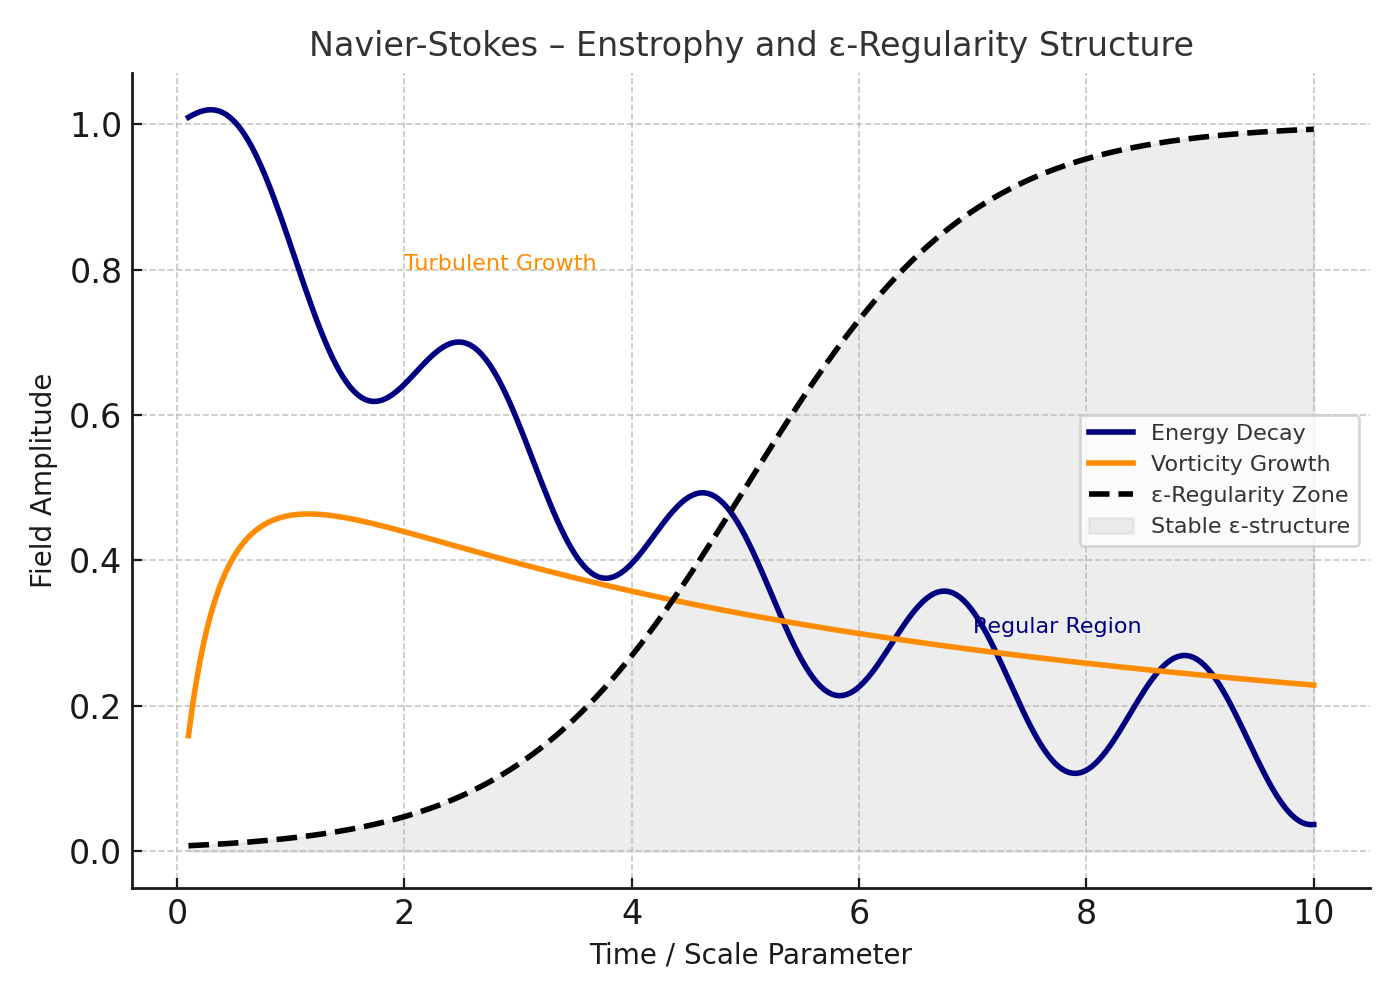 Navier-Stokes – Enstrophy and ε-Regularity Structure
Field Amplitude
1.0
0.8
0.6
0.4
0.2
0.0
Turbulent Growth
Energy Decay
Vorticity Growth
ε-Regularity Zone
Stable ε-structure
Regular Region
0 2 4 6 8 10
Time / Scale Parameter